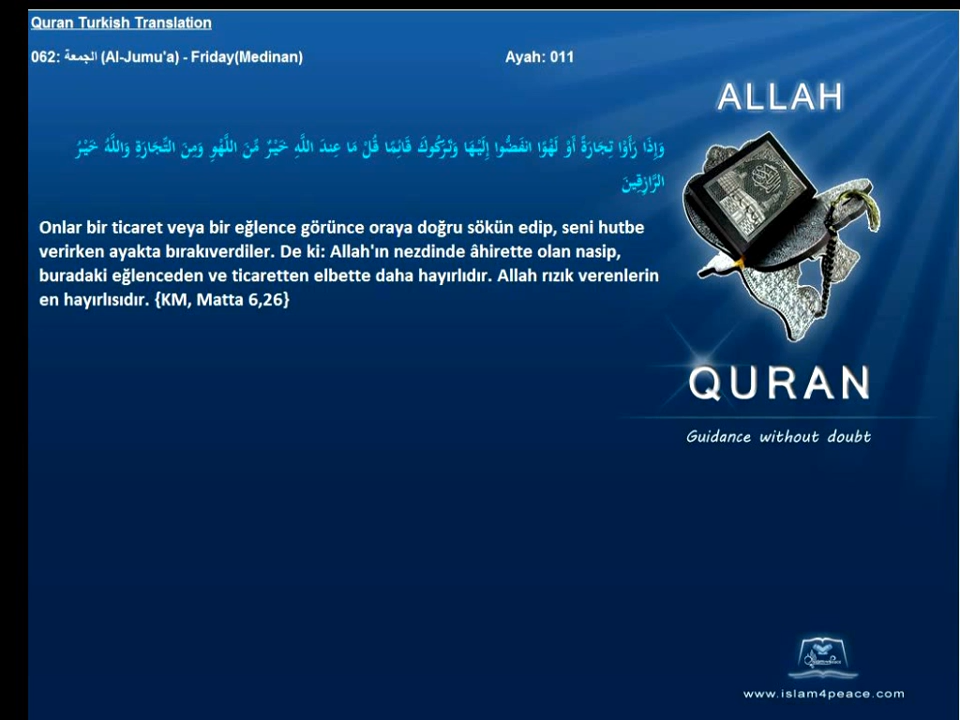 Quran Turkish Translation
062: الجمعة (Al-Jumu'a) - Friday(Medinan) Ayah: 011
ALLAH
وَإِذَا رَأَوْا تِجَارَةً أَوْ لَهْوًا انفَضُّوا إِلَيْهَا وَتَرَكُوكَ قَائِمًا قُلْ مَا عِندَ اللَّهِ خَيْرٌ مِّنَ اللَّهْوِ وَمِنَ التِّجَارَةِ وَاللَّهُ خَيْرُ
الرَّازِقِينَ
Onlar bir ticaret veya bir eğlence görünce oraya doğru sökün edip, seni hutbe
verirken ayakta bırakıverdiler. De ki: Allah'ın nezdinde âhirette olan nasip,
buradaki eğlenceden ve ticaretten elbette daha hayırlıdır. Allah rızık verenlerin
en hayırlısıdır. {KM, Matta 6,26}
QURAN
Guidance without doubt
www.islam4peace.com